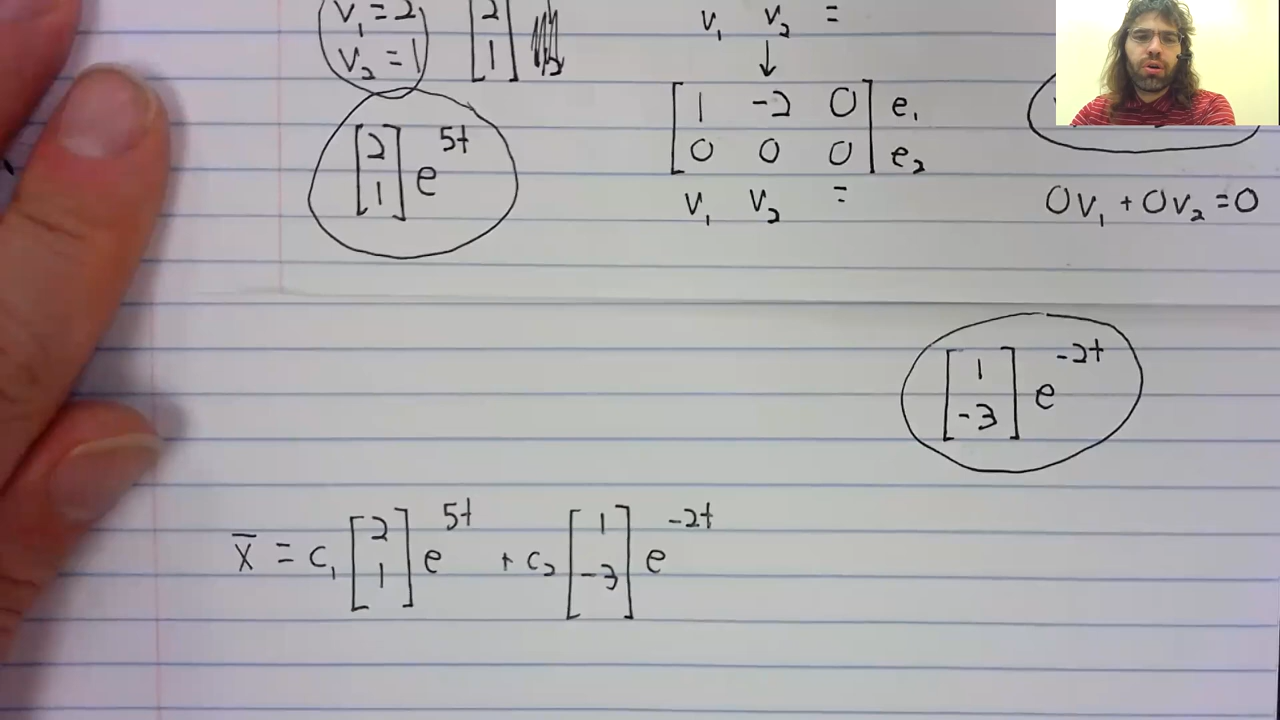 v₁ = 2
v₂ = 1
[2
1]
[2
1] e^5t
v₁ v₂ =
↓
[1 -2 0] e₁
[0 0 0] e₂
v₁ v₂ =
0v₁ + 0v₂ = 0
[1
-3] e^-2t
x̄ = c₁ [2
1] e^5t + c₂ [1
-3] e^-2t